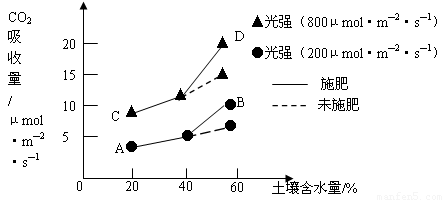 CO₂
吸
收
量
/
μmol
·m⁻²
·s⁻¹
20
15
10
5
0
20
40
60
土壤含水量/%
A
B
C
D
▲光强(800μmol·m⁻²·s⁻¹)
●光强(200μmol·m⁻²·s⁻¹)
—— 施肥
--- 未施肥